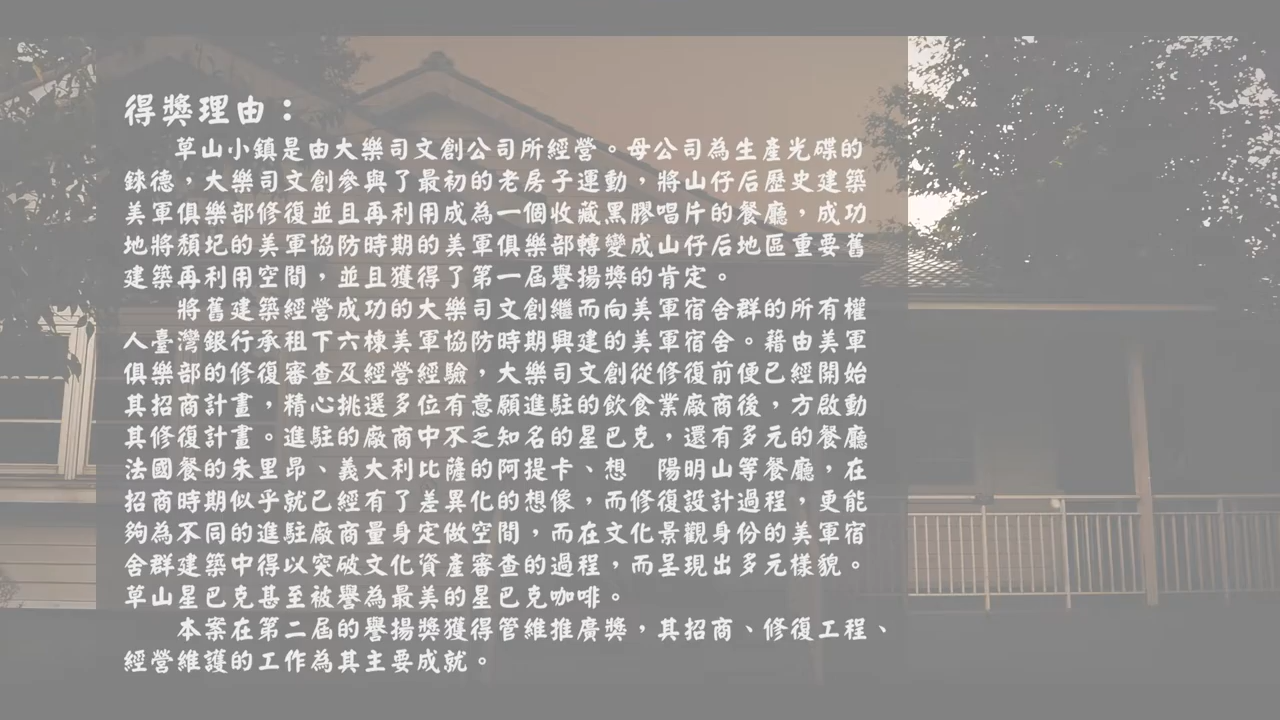 得獎理由：
草山小鎮是由大樂司文創公司所經營。母公司為生產光碟的
錸德，大樂司文創參與了最初的老房子運動，將山仔后歷史建築
美軍俱樂部修復並且再利用成為一個收藏黑膠唱片的餐廳，成功
地將頹圮的美軍協防時期的美軍俱樂部轉變成山仔后地區重要舊
建築再利用空間，並且獲得了第一屆譽揚獎的肯定。
將舊建築經營成功的大樂司文創繼而向美軍宿舍群的所有權
人臺灣銀行承租下六棟美軍協防時期興建的美軍宿舍。藉由美軍
俱樂部的修復審查及經營經驗，大樂司文創從修復前便已經開始
其招商計畫，精心挑選多位有意願進駐的飲食業廠商後，方啟動
其修復計畫。進駐的廠商中不乏知名的星巴克，還有多元的餐廳
法國餐的朱里昂、義大利比薩的阿提卡、想　陽明山等餐廳，在
招商時期似乎就已經有了差異化的想像，而修復設計過程，更能
夠為不同的進駐廠商量身定做空間，而在文化景觀身份的美軍宿
舍群建築中得以突破文化資產審查的過程，而呈現出多元樣貌。
草山星巴克甚至被譽為最美的星巴克咖啡。
本案在第二屆的譽揚獎獲得管維推廣獎，其招商、修復工程、
經營維護的工作為其主要成就。